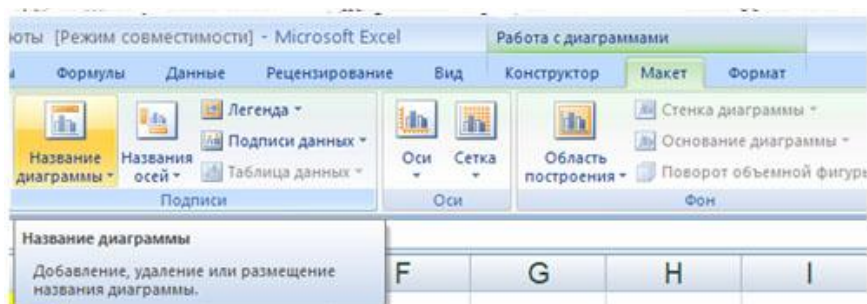 [Режим совместимости] - Microsoft Excel Работа с диаграммами
Формулы Данные Рецензирование Вид Конструктор Макет Формат
Название диаграммы
Названия осей
Легенда
Подписи данных
Таблица данных
Подписи
Оси
Сетка
Оси
Область построения
Стенка диаграммы
Основание диаграммы
Поворот объемной фигуры
Фон
Название диаграммы
Добавление, удаление или размещение
названия диаграммы.
F G H I